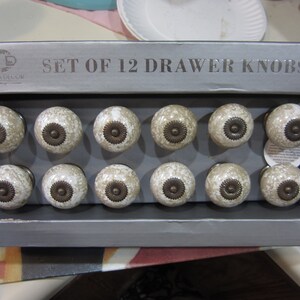 SET OF 12 DRAWER KNOBS